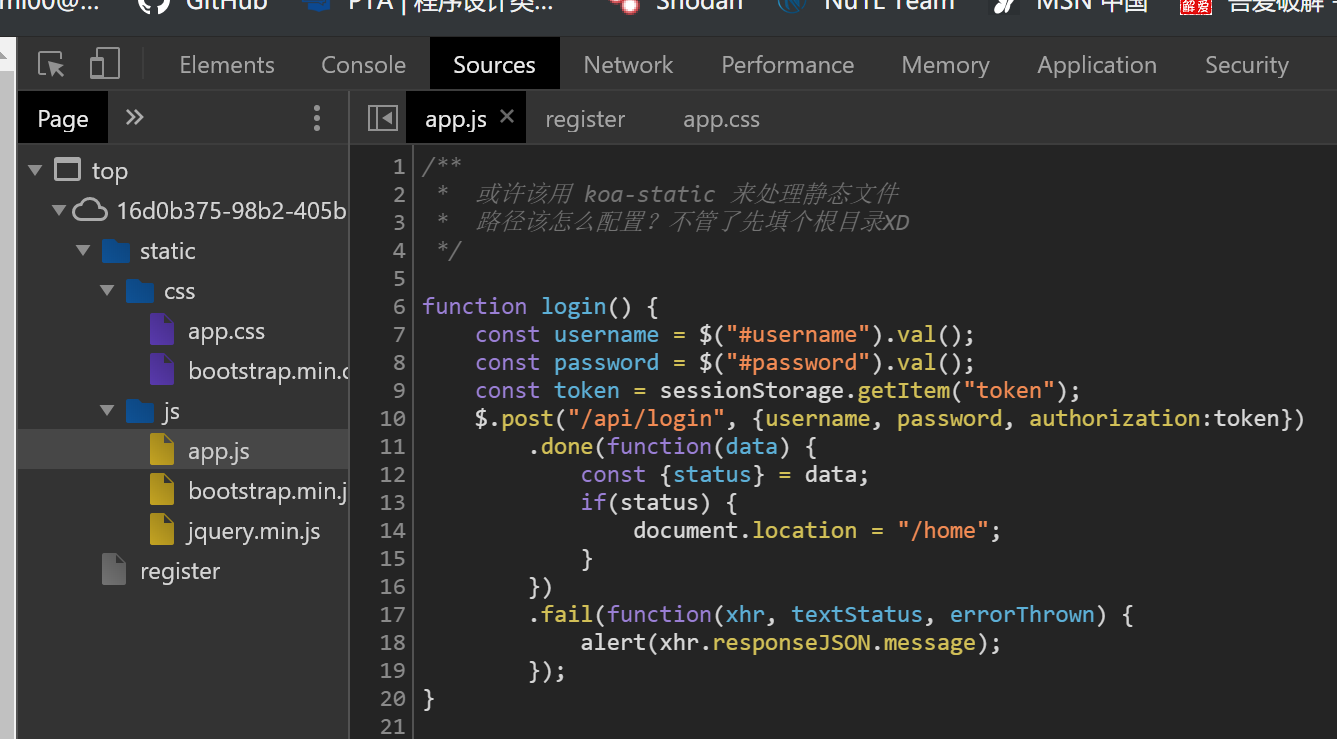 GitHub
PTA | 程序设计类...
Shodan
NuTL Team
MSN 中国
吾爱破解
Elements Console Sources Network Performance Memory Application Security
Page
app.js × register app.css
top
16d0b375-98b2-405b
static
css
app.css
bootstrap.min.c
js
app.js
bootstrap.min.j
jquery.min.js
register
1 /**
2 * 或许该用 koa-static 来处理静态文件
3 * 路径该怎么配置?不管了先填个根目录XD
4 */
5
6 function login() {
7 const username = $("#username").val();
8 const password = $("#password").val();
9 const token = sessionStorage.getItem("token");
10 $.post("/api/login", {username, password, authorization:token})
11 .done(function(data) {
12 const {status} = data;
13 if(status) {
14 document.location = "/home";
15 }
16 })
17 .fail(function(xhr, textStatus, errorThrown) {
18 alert(xhr.responseJSON.message);
19 });
20 }
21